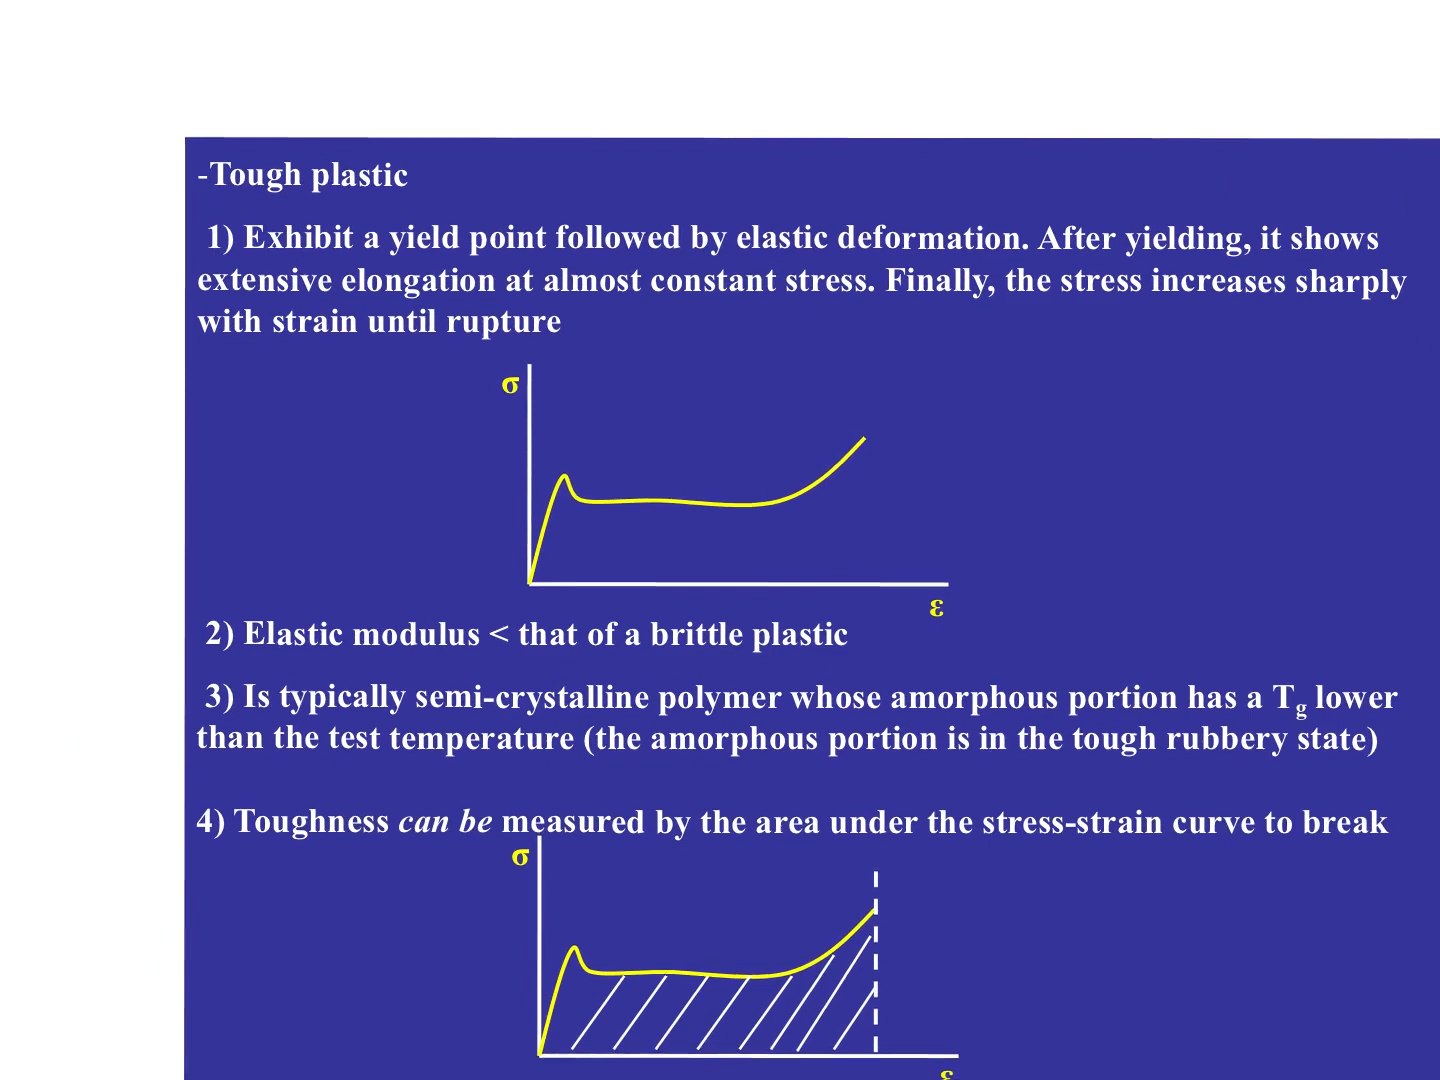 -Tough plastic
1) Exhibit a yield point followed by elastic deformation. After yielding, it shows
extensive elongation at almost constant stress. Finally, the stress increases sharply
with strain until rupture
σ
ε
2) Elastic modulus < that of a brittle plastic
3) Is typically semi-crystalline polymer whose amorphous portion has a Tg lower
than the test temperature (the amorphous portion is in the tough rubbery state)
4) Toughness can be measured by the area under the stress-strain curve to break
σ
ε